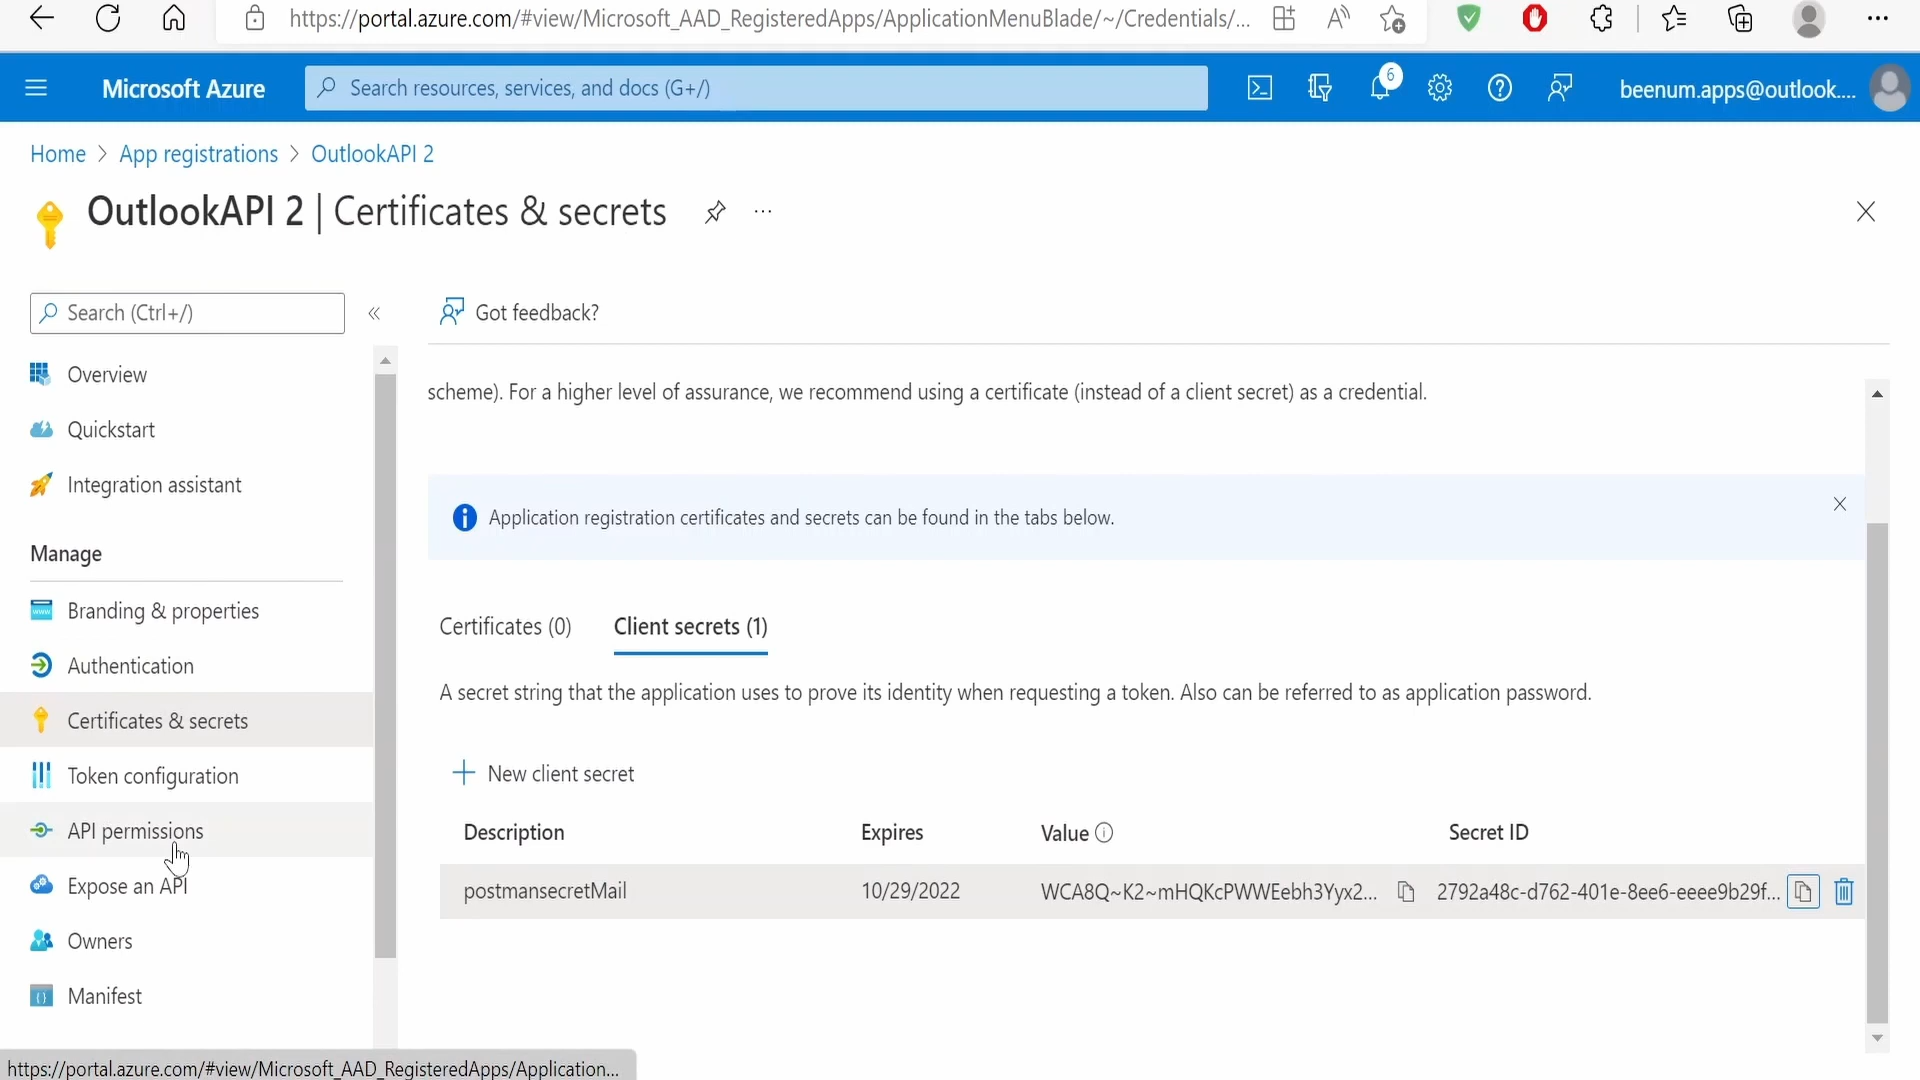 https://portal.azure.com/#view/Microsoft_AAD_RegisteredApps/ApplicationMenuBlade/~/Credentials/...
Microsoft Azure
Search resources, services, and docs (G+/)
6
beenum.apps@outlook....
Home > App registrations > OutlookAPI 2
OutlookAPI 2 | Certificates & secrets
Search (Ctrl+/)
Got feedback?
Overview
Quickstart
Integration assistant
Manage
Branding & properties
Authentication
Certificates & secrets
Token configuration
API permissions
Expose an API
Owners
Manifest
scheme). For a higher level of assurance, we recommend using a certificate (instead of a client secret) as a credential.
Application registration certificates and secrets can be found in the tabs below.
Certificates (0) Client secrets (1)
A secret string that the application uses to prove its identity when requesting a token. Also can be referred to as application password.
New client secret
Description Expires Value Secret ID
postmansecretMail 10/29/2022 WCA8Q~K2~mHQKcPWWEebh3Yyx2... 2792a48c-d762-401e-8ee6-eeee9b29f...
https://portal.azure.com/#view/Microsoft_AAD_RegisteredApps/Application...